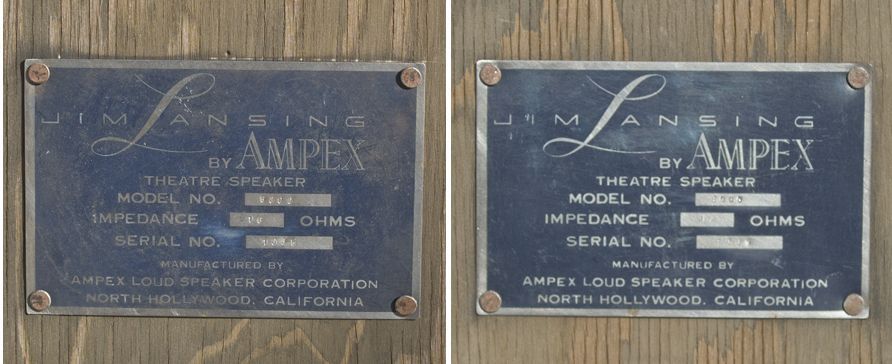 JIM LANSING
BY AMPEX
THEATRE SPEAKER
MODEL NO.
IMPEDANCE OHMS
SERIAL NO.
MANUFACTURED BY
AMPEX LOUD SPEAKER CORPORATION
NORTH HOLLYWOOD, CALIFORNIA
JIM LANSING
BY AMPEX
THEATRE SPEAKER
MODEL NO.
IMPEDANCE OHMS
SERIAL NO.
MANUFACTURED BY
AMPEX LOUD SPEAKER CORPORATION
NORTH HOLLYWOOD, CALIFORNIA